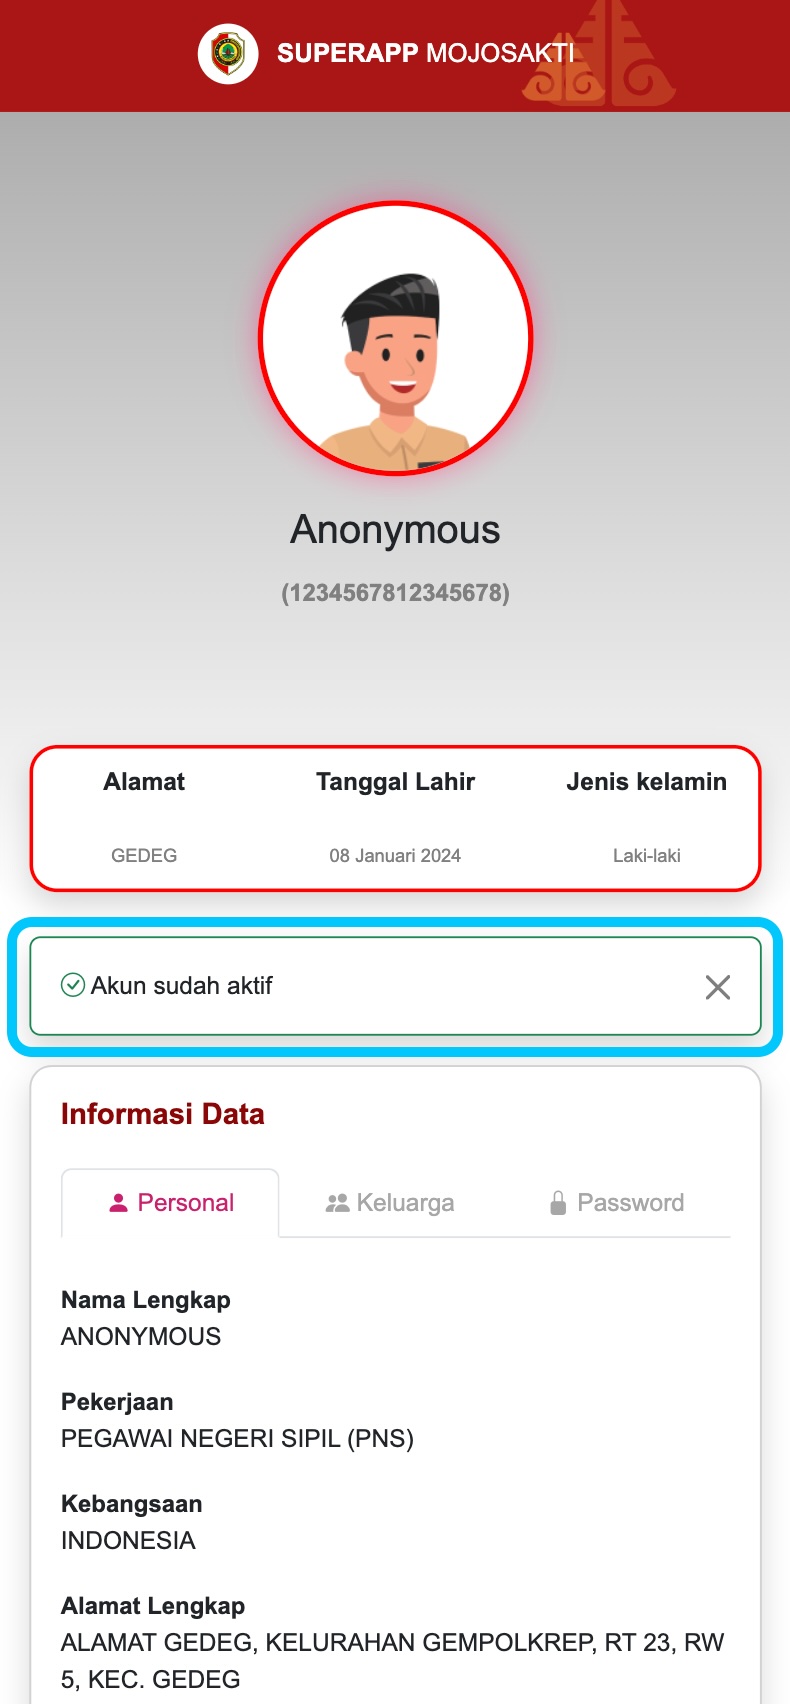 SUPERAPP MOJOSAKTI
Anonymous
(1234567812345678)
Alamat Tanggal Lahir Jenis kelamin
GEDEG 08 Januari 2024 Laki-laki
Akun sudah aktif
Informasi Data
Personal Keluarga Password
Nama Lengkap
ANONYMOUS
Pekerjaan
PEGAWAI NEGERI SIPIL (PNS)
Kebangsaan
INDONESIA
Alamat Lengkap
ALAMAT GEDEG, KELURAHAN GEMPOLKREP, RT 23, RW
5, KEC. GEDEG